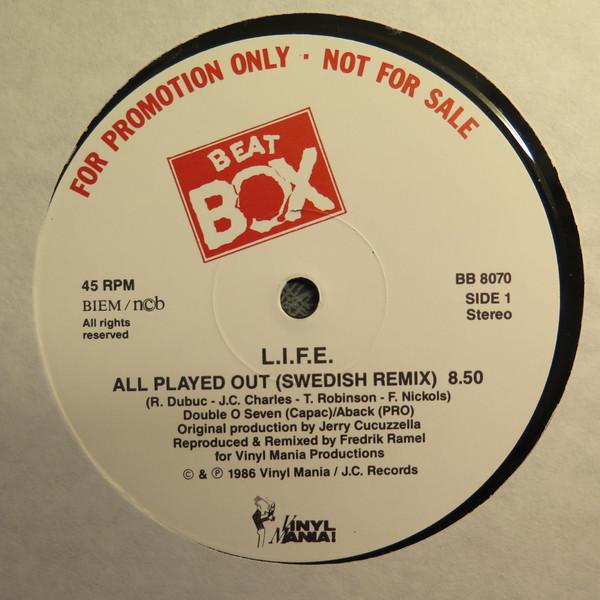 FOR PROMOTION ONLY · NOT FOR SALE
BEAT
BOX
45 RPM
BIEM / ncb
All rights
reserved
BB 8070
SIDE 1
Stereo
L.I.F.E.
ALL PLAYED OUT (SWEDISH REMIX) 8.50
(R. Dubuc - J.C. Charles - T. Robinson - F. Nickols)
Double O Seven (Capac)/Aback (PRO)
Original production by Jerry Cucuzzella
Reproduced & Remixed by Fredrik Ramel
for Vinyl Mania Productions
© & ℗ 1986 Vinyl Mania / J.C. Records
VINYL
MANIA!